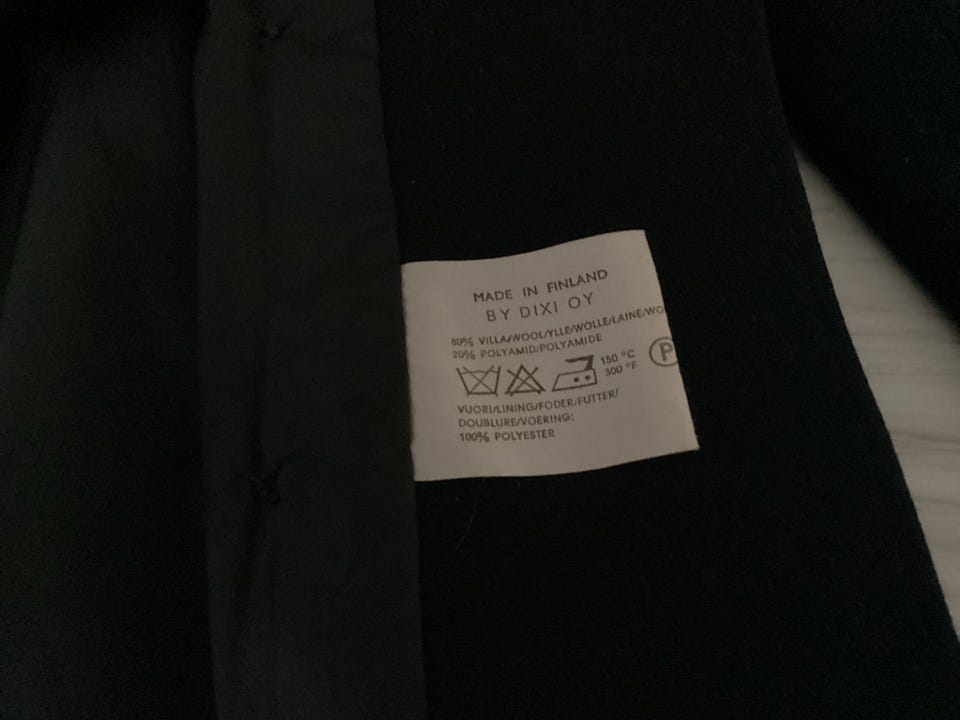 MADE IN FINLAND
BY DIXI OY
80% VILLA/WOOL/YLLE/WOLLE/LAINE/WO
20% POLYAMID/POLYAMIDE
150 °C
300 °F
P
VUORI/LINING/FODER/FUTTER/
DOUBLURE/VOERING:
100% POLYESTER